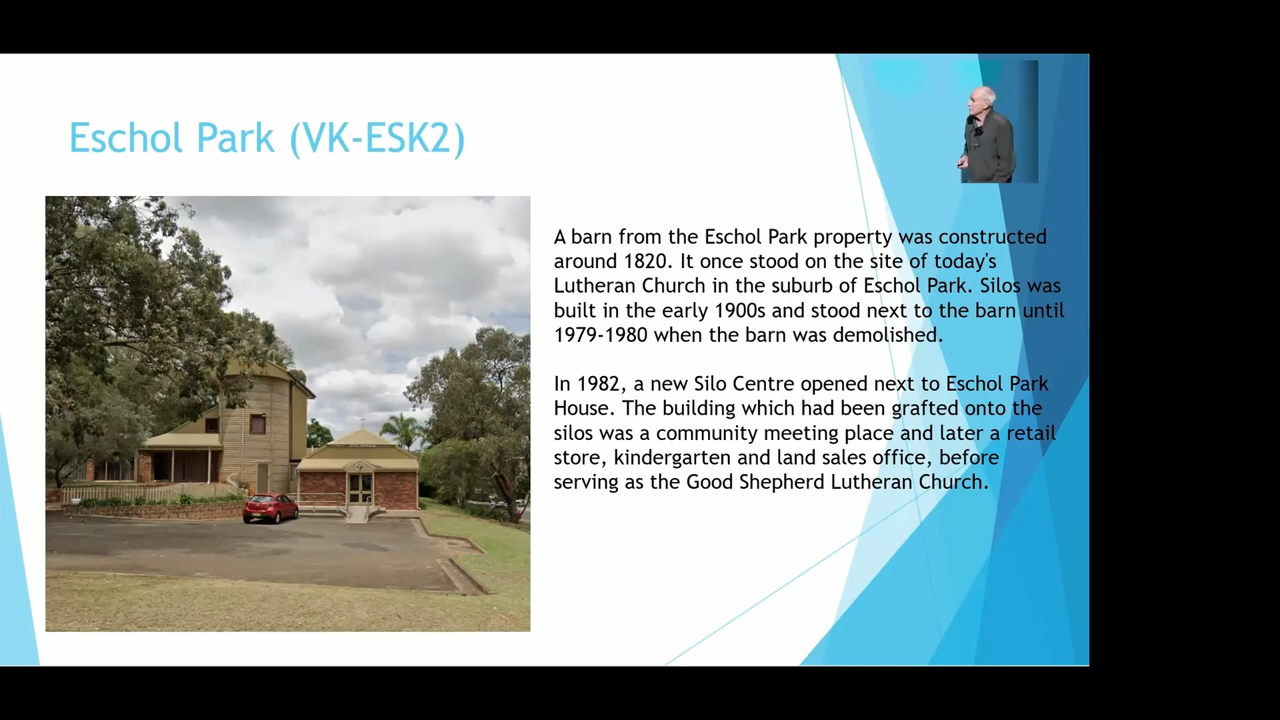 Eschol Park (VK-ESK2)
A barn from the Eschol Park property was constructed
around 1820. It once stood on the site of today's
Lutheran Church in the suburb of Eschol Park. Silos was
built in the early 1900s and stood next to the barn until
1979-1980 when the barn was demolished.
In 1982, a new Silo Centre opened next to Eschol Park
House. The building which had been grafted onto the
silos was a community meeting place and later a retail
store, kindergarten and land sales office, before
serving as the Good Shepherd Lutheran Church.